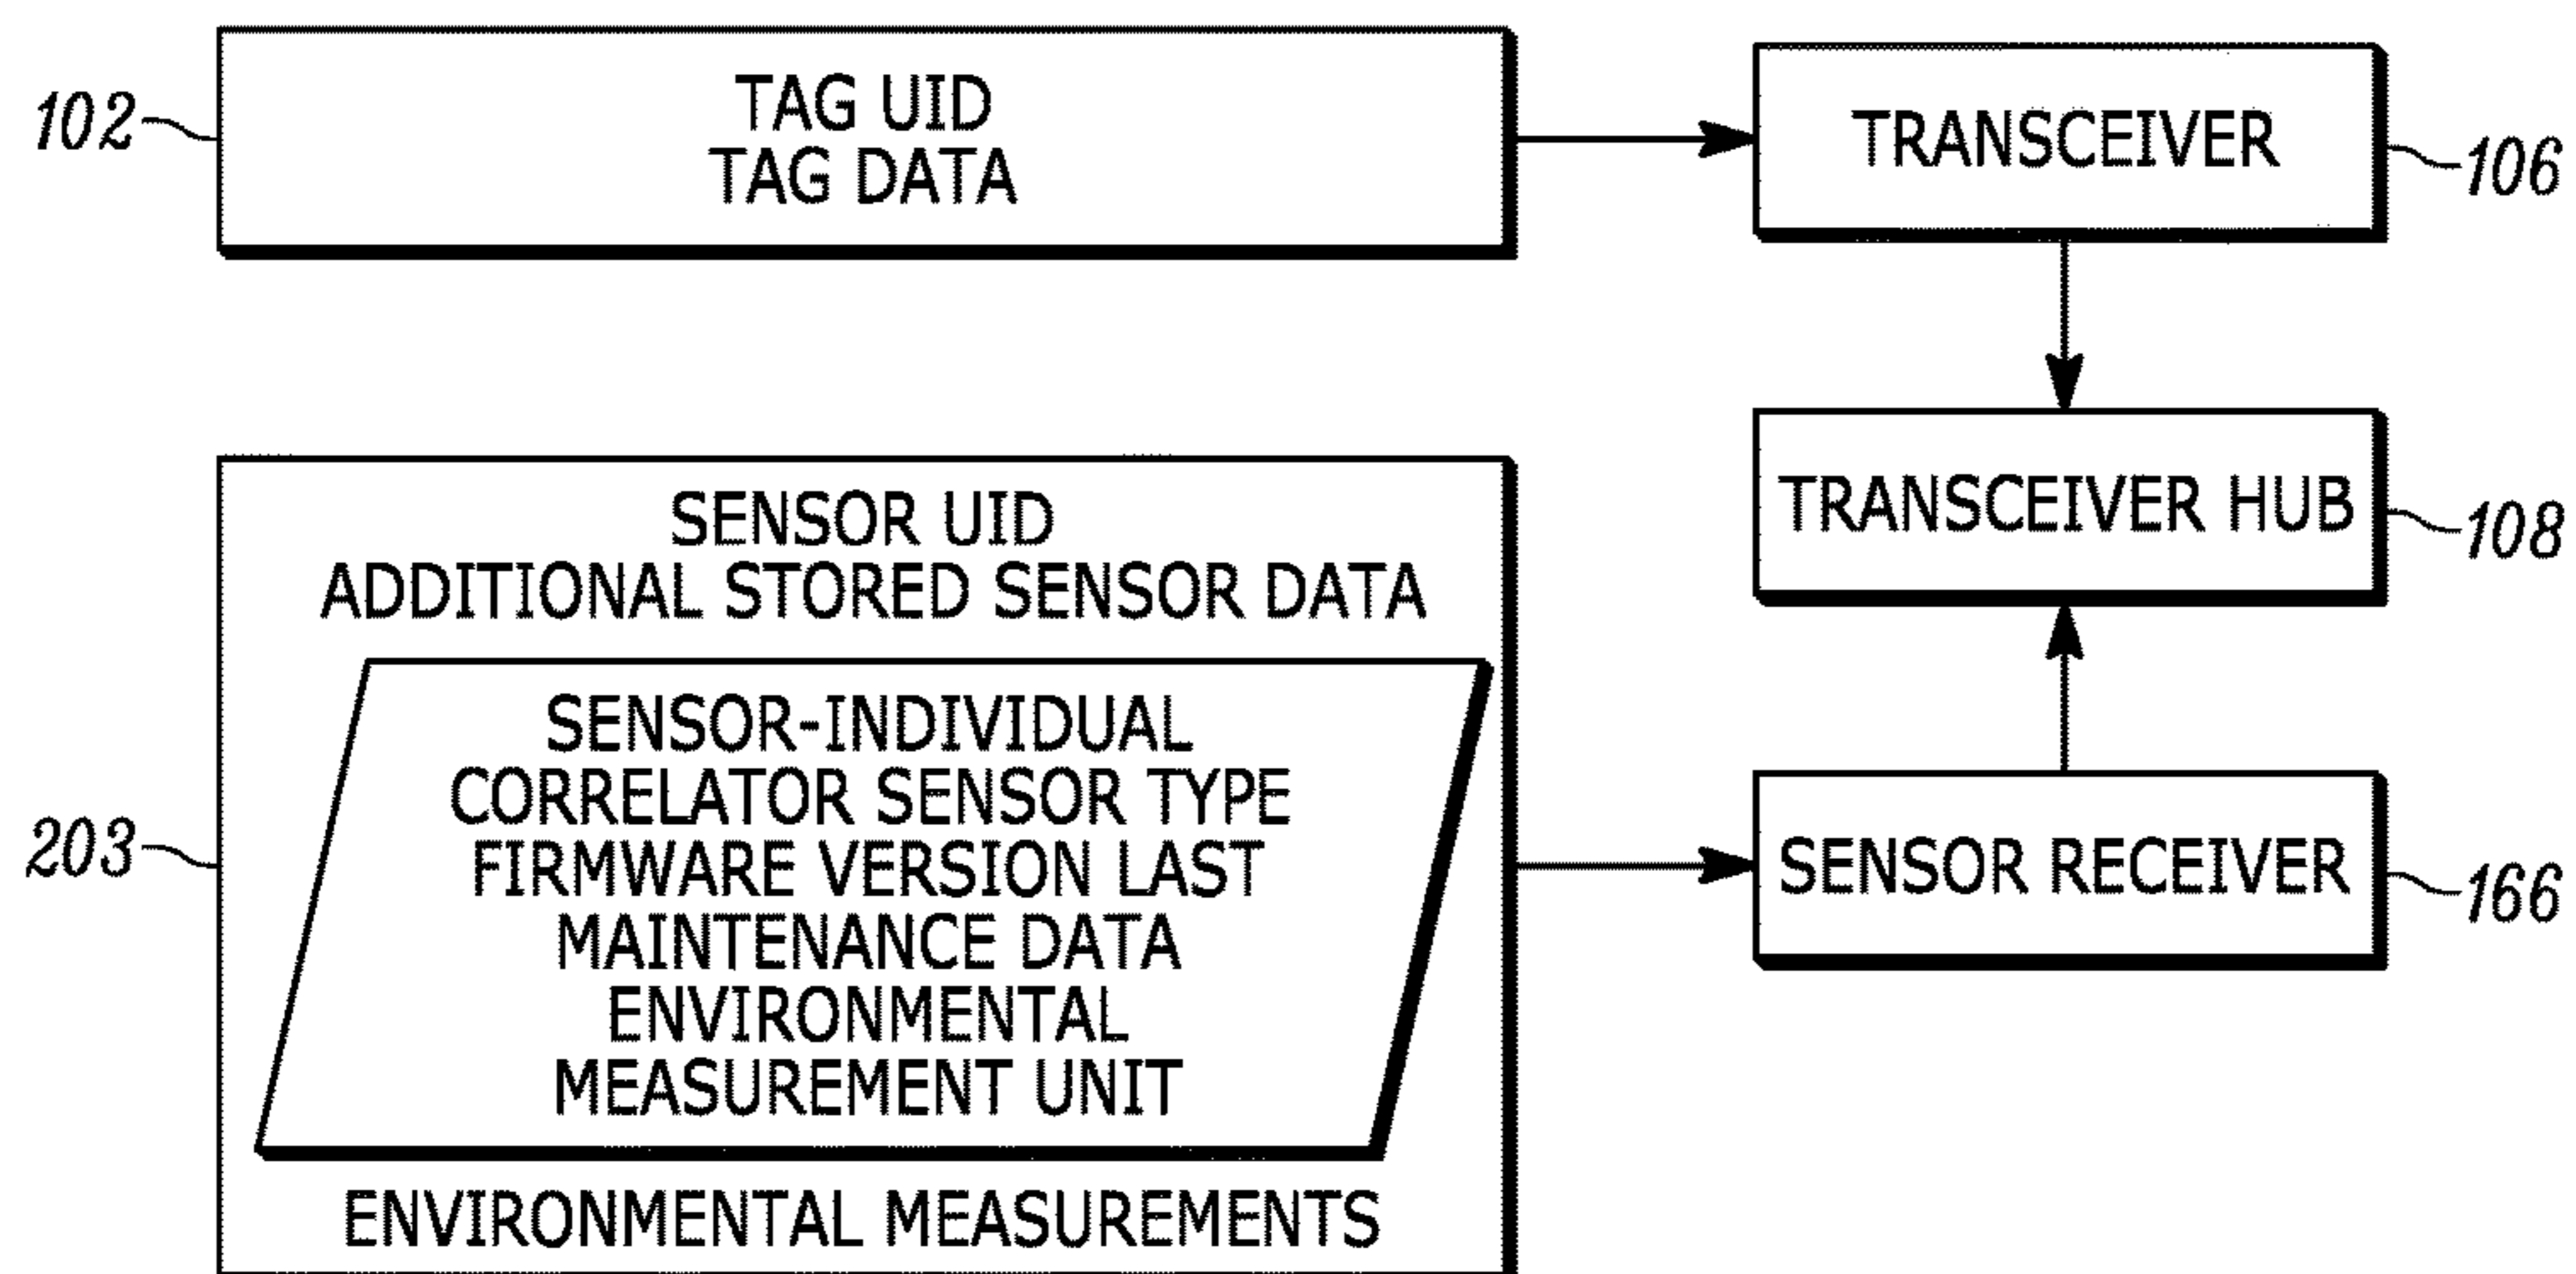 102
TAG UID
TAG DATA
TRANSCEIVER
106
TRANSCEIVER HUB
108
203
SENSOR UID
ADDITIONAL STORED SENSOR DATA
SENSOR-INDIVIDUAL
CORRELATOR SENSOR TYPE
FIRMWARE VERSION LAST
MAINTENANCE DATA
ENVIRONMENTAL
MEASUREMENT UNIT
ENVIRONMENTAL MEASUREMENTS
SENSOR RECEIVER
166